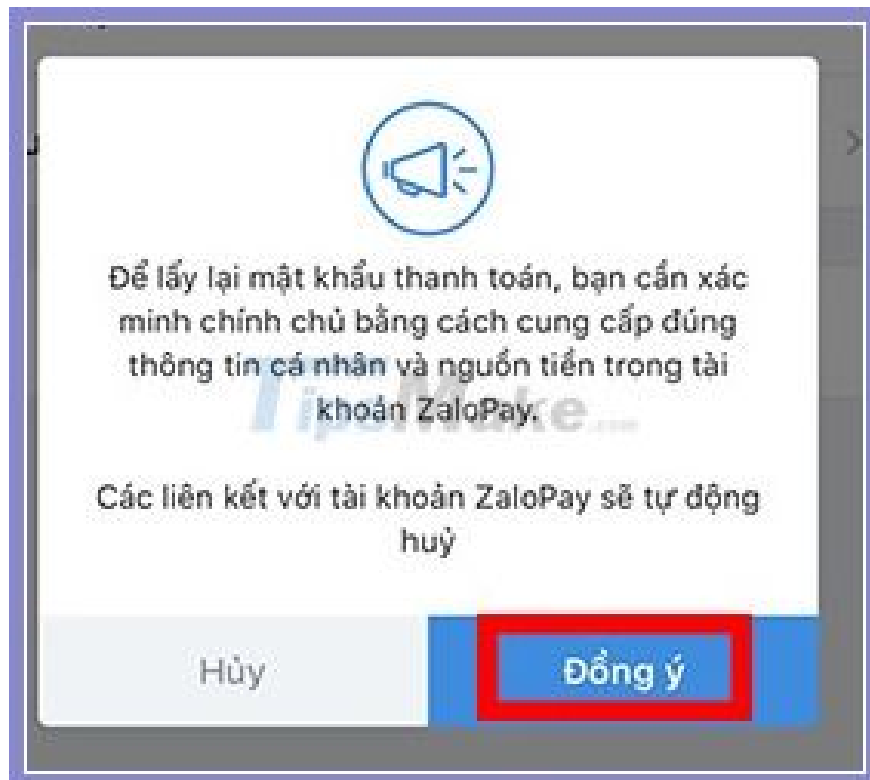 Để lấy lại mật khẩu thanh toán, bạn cần xác
minh chính chủ bằng cách cung cấp đúng
thông tin cá nhân và nguồn tiền trong tài
khoản ZaloPay.
TipsMake.com
Các liên kết với tài khoản ZaloPay sẽ tự động
huỷ
Hủy
Đồng ý